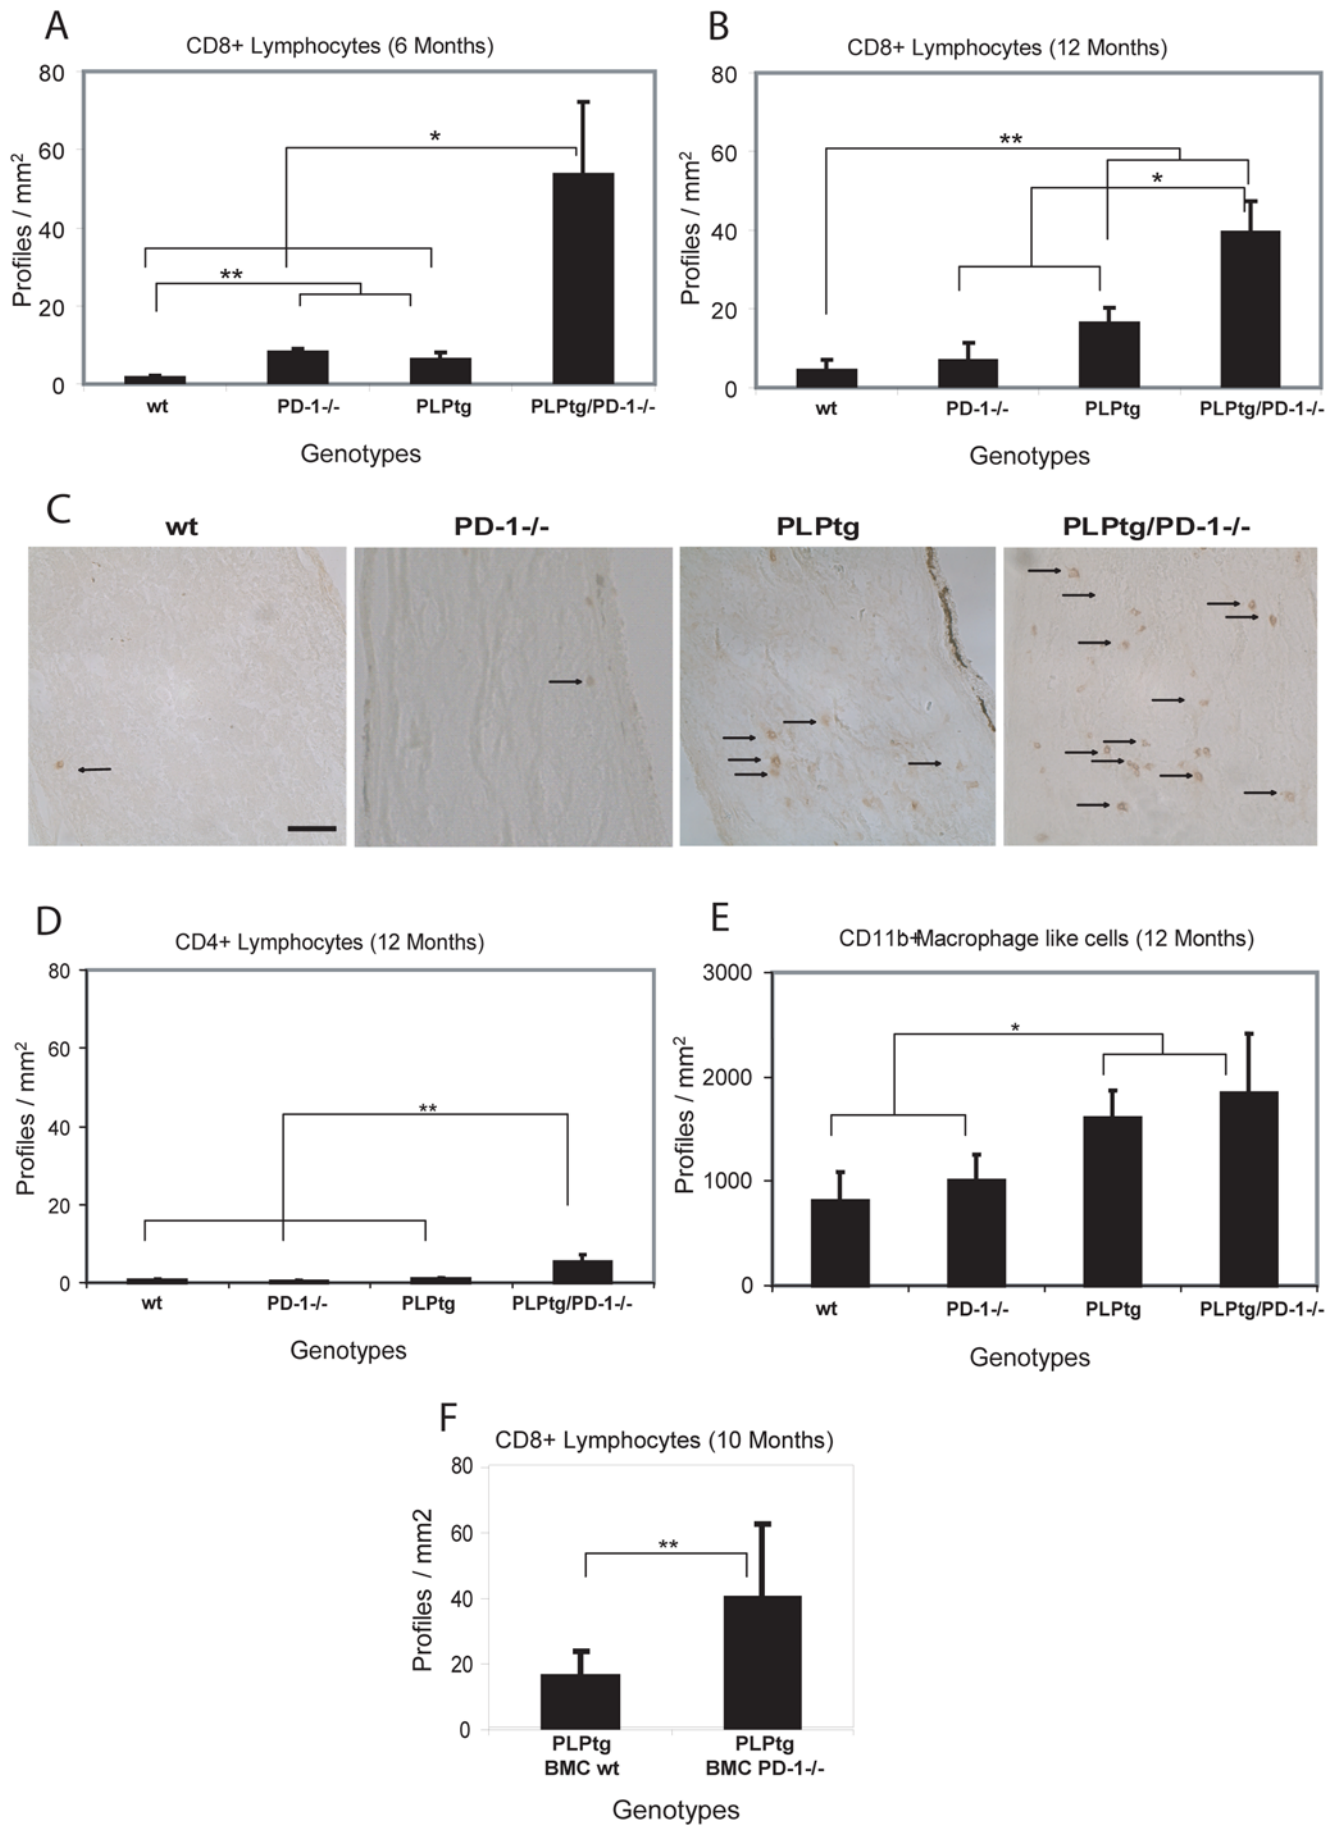 A
CD8+ Lymphocytes (6 Months)
80
60
40
20
0
Profiles / mm²
*
**
wt PD-1-/- PLPtg PLPtg/PD-1-/-
Genotypes
B
CD8+ Lymphocytes (12 Months)
80
60
40
20
0
Profiles / mm²
**
*
wt PD-1-/- PLPtg PLPtg/PD-1-/-
Genotypes
C
wt PD-1-/- PLPtg PLPtg/PD-1-/-
D
CD4+ Lymphocytes (12 Months)
80
60
40
20
0
Profiles / mm²
**
wt PD-1-/- PLPtg PLPtg/PD-1-/-
Genotypes
E
CD11b+Macrophage like cells (12 Months)
3000
2000
1000
0
Profiles / mm²
*
wt PD-1-/- PLPtg PLPtg/PD-1-/-
Genotypes
F
CD8+ Lymphocytes (10 Months)
80
60
40
20
0
Profiles / mm2
**
PLPtg PLPtg
BMC wt BMC PD-1-/-
Genotypes